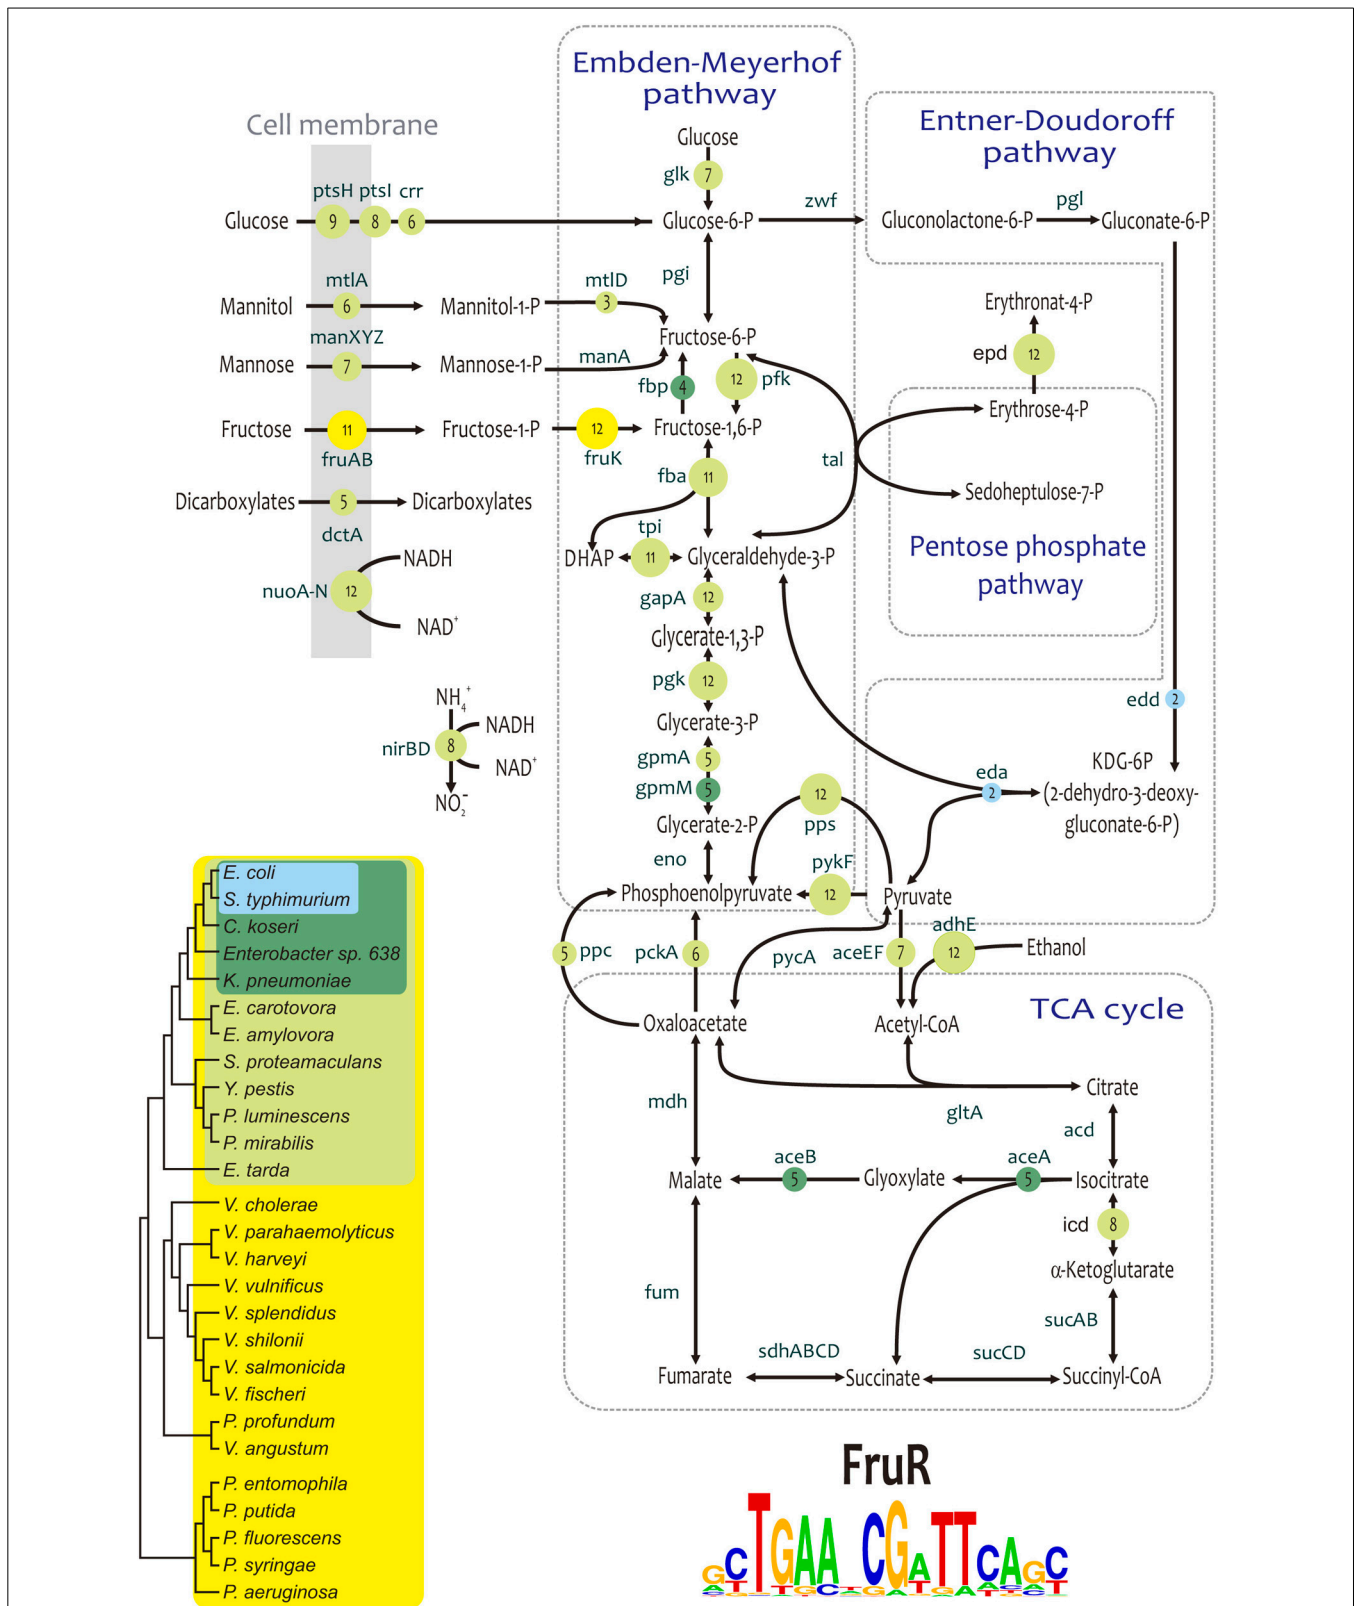 Embden-Meyerhof
pathway
Entner-Doudoroff
pathway
Cell membrane
Glucose
glk
7
ptsH ptsI crr
Glucose
9 8 6
Glucose-6-P
zwf
Gluconolactone-6-P
pgl
Gluconate-6-P
pgi
mtlA
Mannitol
6
Mannitol-1-P
mtlD
3
Erythronat-4-P
manXYZ
Fructose-6-P
Mannose
7
Mannose-1-P
manA
epd
12
fbp
4
12
pfk
Fructose
11
fruAB
Fructose-1-P
12
fruK
Fructose-1,6-P
Erythrose-4-P
fba
11
tal
Dicarboxylates
5
Dicarboxylates
dctA
Sedoheptulose-7-P
tpi
DHAP
11
Glyceraldehyde-3-P
Pentose phosphate
pathway
NADH
nuoA-N
12
NAD+
gapA
12
Glycerate-1,3-P
pgk
12
NH4+
NADH
nirBD
8
NAD+
NO2-
Glycerate-3-P
gpmA
5
gpmM
5
edd
2
KDG-6P
(2-dehydro-3-deoxy-
gluconate-6-P)
eda
2
12
pps
Glycerate-2-P
eno
pykF
Phosphoenolpyruvate
12
Pyruvate
5
ppc
pckA
6
pycA
aceEF
7
adhE
12
Ethanol
TCA cycle
Oxaloacetate
Acetyl-CoA
Citrate
gltA
mdh
acd
aceB
5
aceA
5
Malate
Glyoxylate
Isocitrate
icd
8
α-Ketoglutarate
fum
sucAB
sdhABCD
sucCD
Fumarate
Succinate
Succinyl-CoA
E. coli
S. typhimurium
C. koseri
Enterobacter sp. 638
K. pneumoniae
E. carotovora
E. amylovora
S. proteamaculans
Y. pestis
P. luminescens
P. mirabilis
E. tarda
V. cholerae
V. parahaemolyticus
V. harveyi
V. vulnificus
V. splendidus
V. shilonii
V. salmonicida
V. fischeri
P. profundum
V. angustum
P. entomophila
P. putida
P. fluorescens
P. syringae
P. aeruginosa
FruR
GCTGAA CGATTCAGC